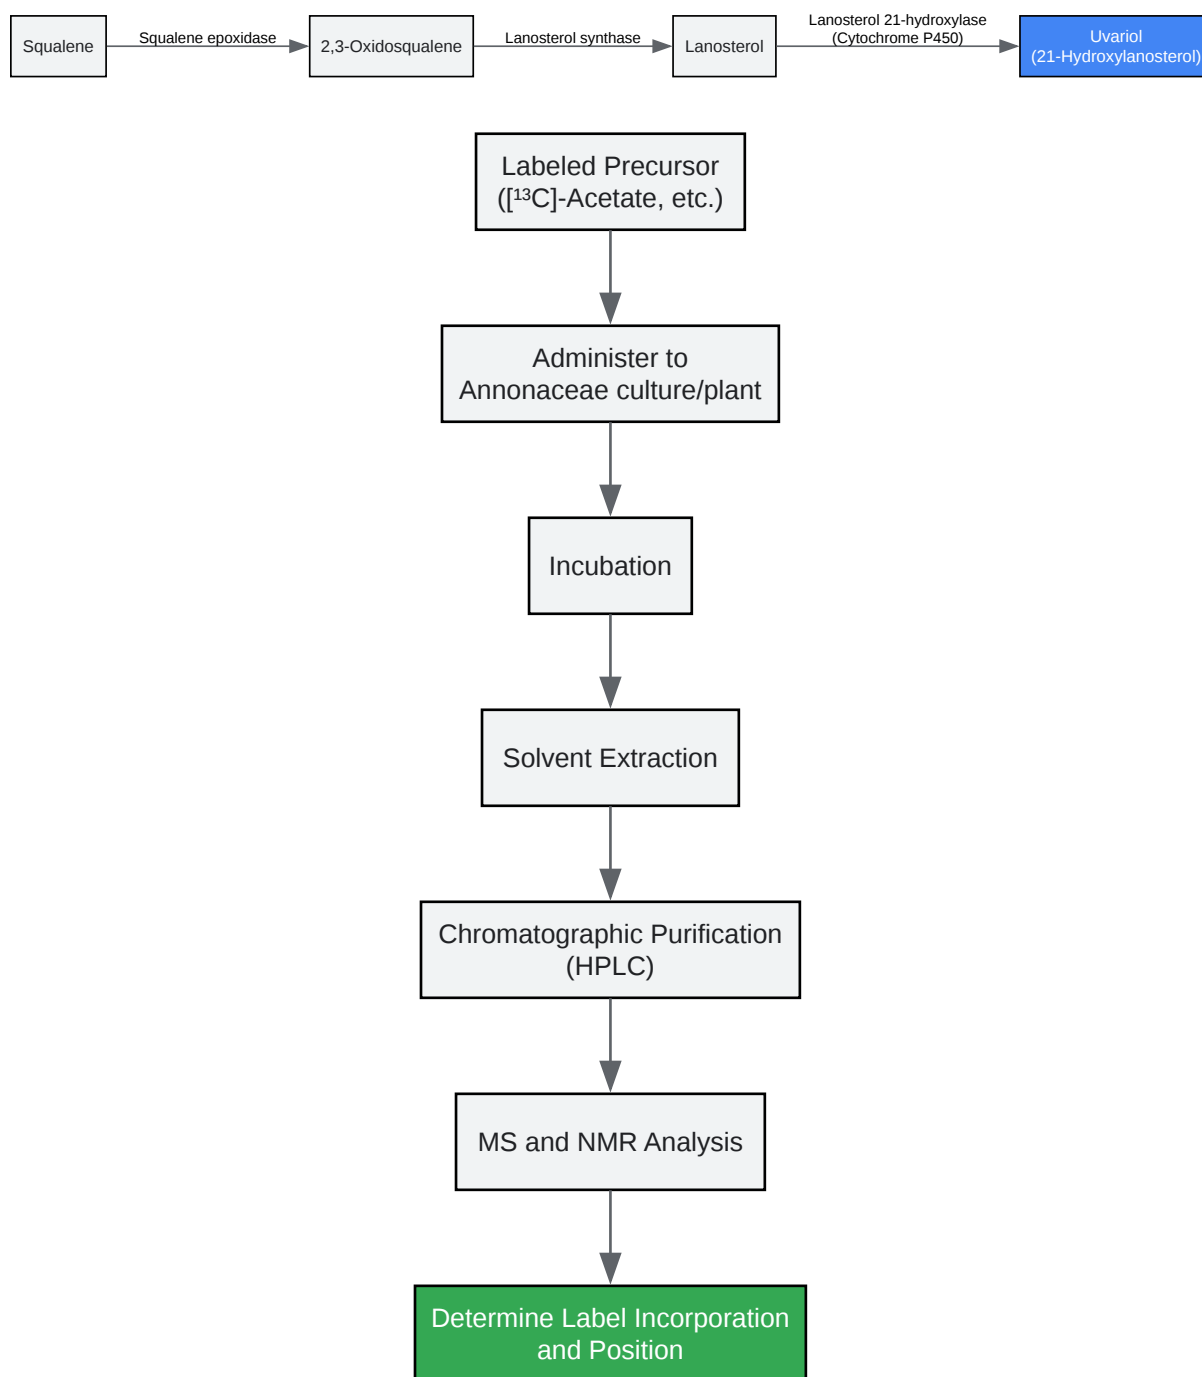 Squalene
Squalene epoxidase
2,3-Oxidosqualene
Lanosterol synthase
Lanosterol
Lanosterol 21-hydroxylase
(Cytochrome P450)
Uvariol
(21-Hydroxylanosterol)
Labeled Precursor
([¹³C]-Acetate, etc.)
Administer to
Annonaceae culture/plant
Incubation
Solvent Extraction
Chromatographic Purification
(HPLC)
MS and NMR Analysis
Determine Label Incorporation
and Position